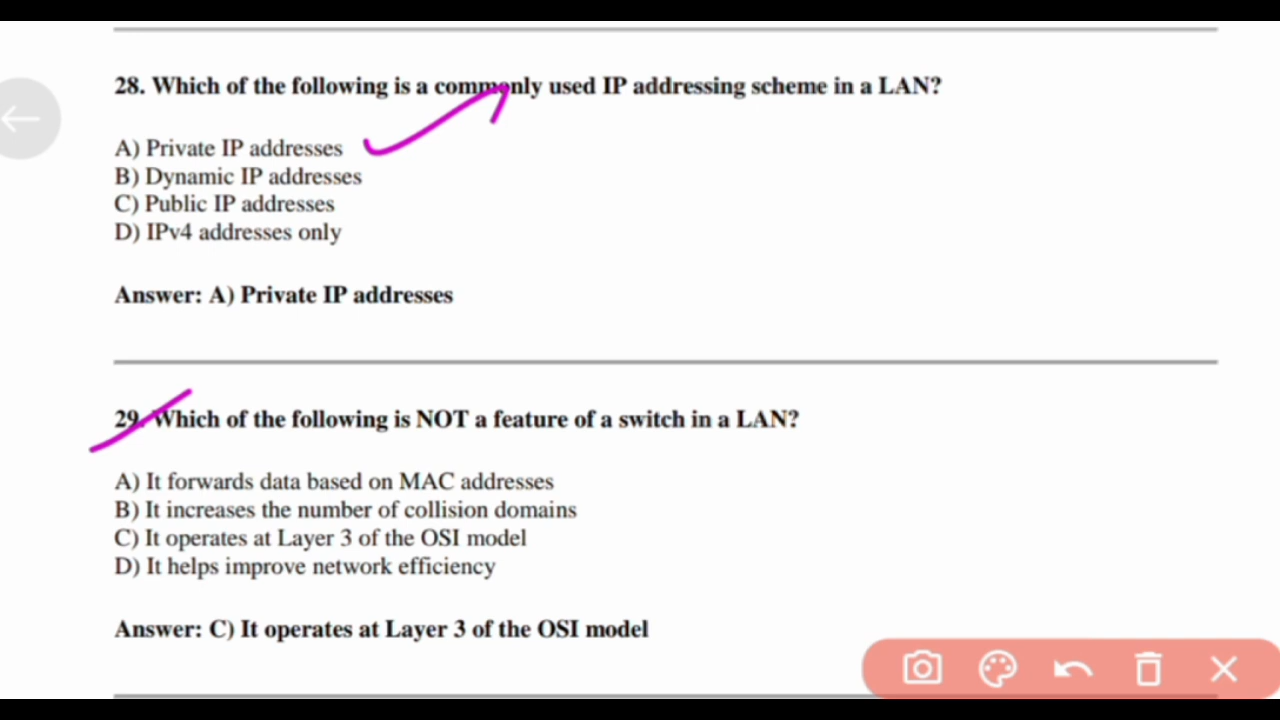 28. Which of the following is a commonly used IP addressing scheme in a LAN?
A) Private IP addresses
B) Dynamic IP addresses
C) Public IP addresses
D) IPv4 addresses only
Answer: A) Private IP addresses
29. Which of the following is NOT a feature of a switch in a LAN?
A) It forwards data based on MAC addresses
B) It increases the number of collision domains
C) It operates at Layer 3 of the OSI model
D) It helps improve network efficiency
Answer: C) It operates at Layer 3 of the OSI model